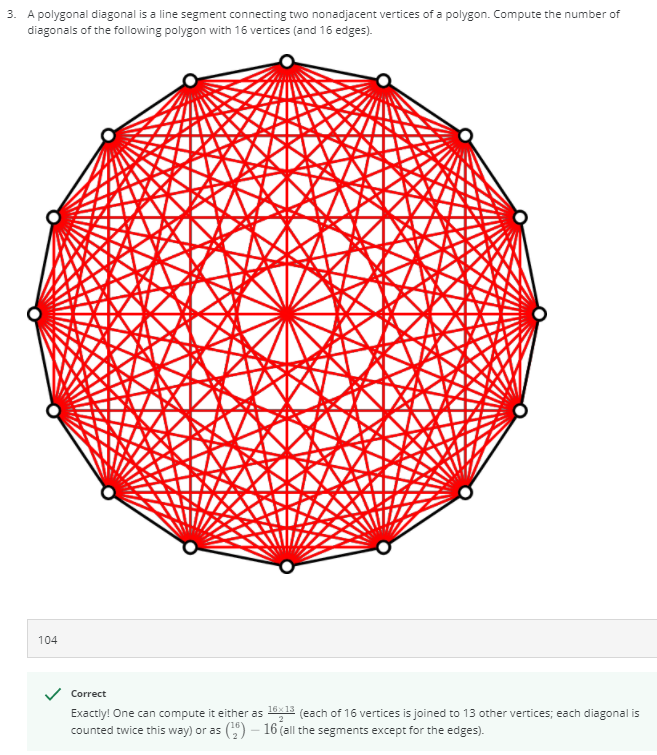 3. A polygonal diagonal is a line segment connecting two nonadjacent vertices of a polygon. Compute the number of
diagonals of the following polygon with 16 vertices (and 16 edges).
104
Correct
Exactly! One can compute it either as \frac{16×13}{2} (each of 16 vertices is joined to 13 other vertices; each diagonal is
counted twice this way) or as \binom{16}{2} − 16 (all the segments except for the edges).